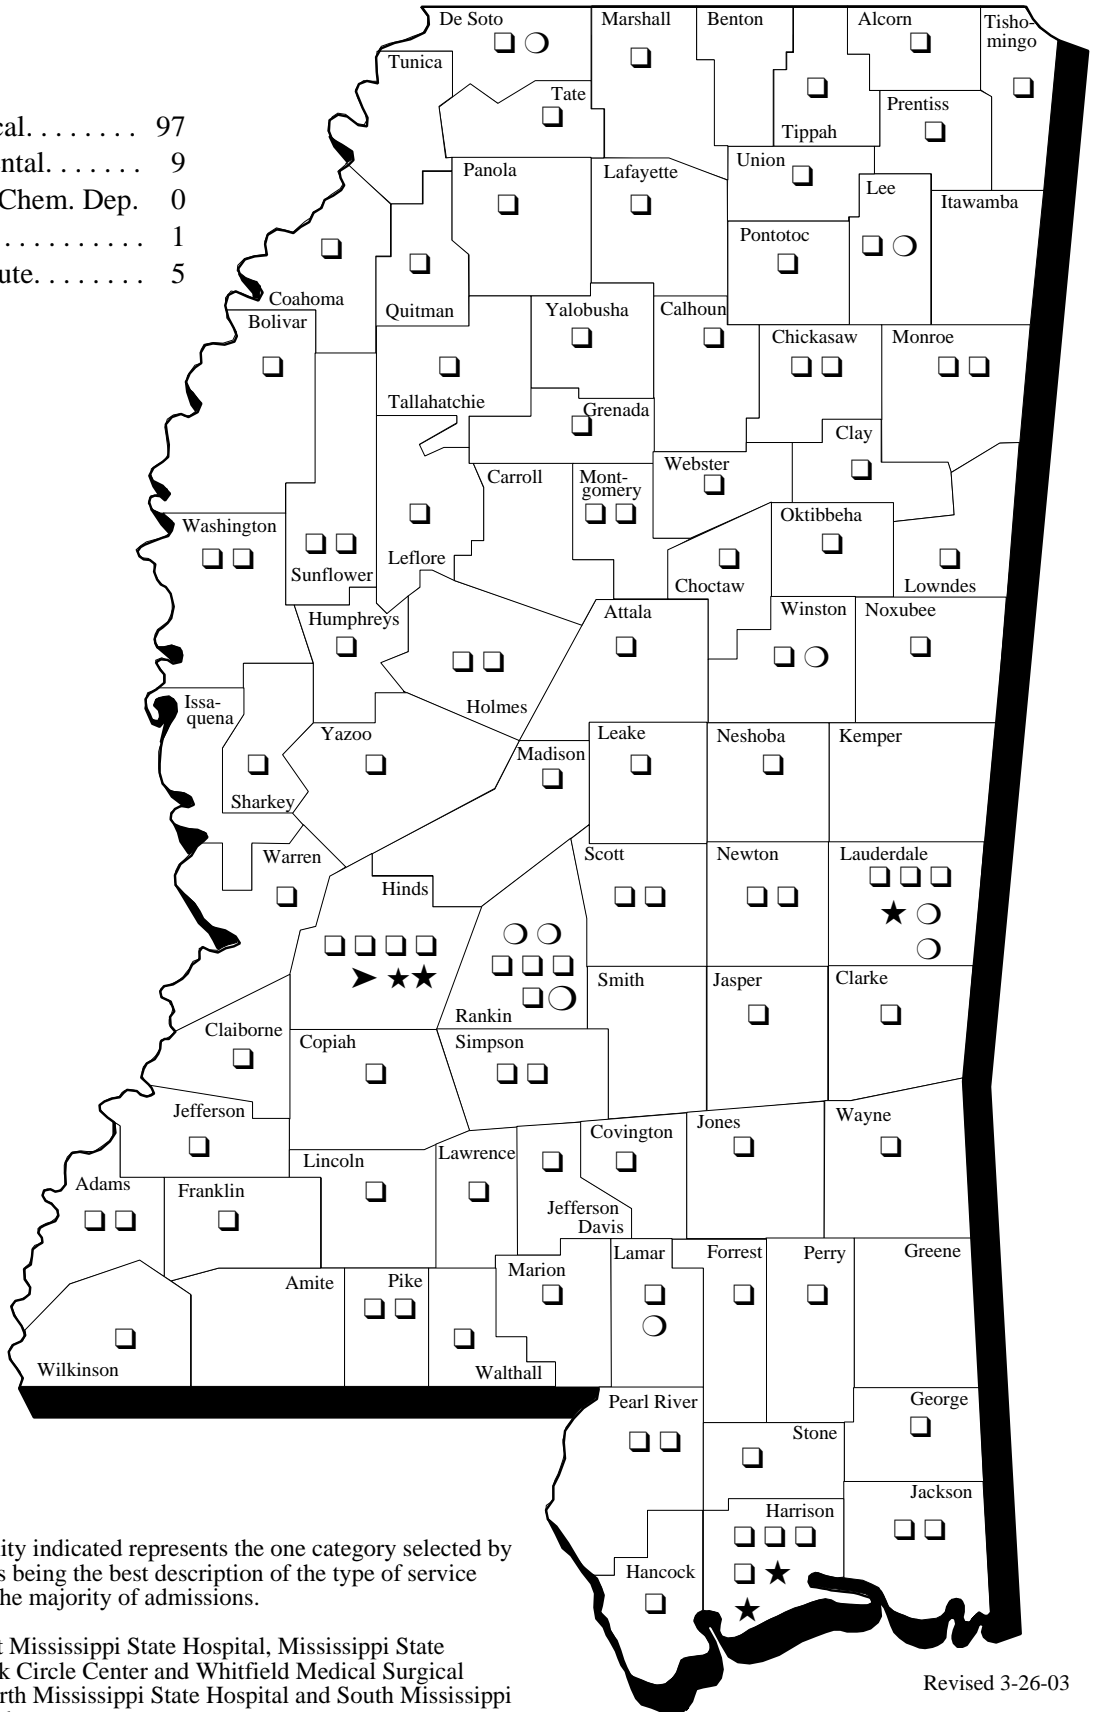 De Soto
Marshall
Benton
Alcorn
Tisho-
mingo
Tunica
Tate
Tippah
Prentiss
cal. . . . . . . . 97
ntal. . . . . . . 9
Chem. Dep. 0
. . . . . . . . . . . 1
ute. . . . . . . . 5
Panola
Lafayette
Union
Lee
Itawamba
Pontotoc
Coahoma
Quitman
Bolivar
Yalobusha
Calhoun
Chickasaw
Monroe
Tallahatchie
Grenada
Clay
Carroll
Mont-
gomery
Webster
Washington
Sunflower
Leflore
Oktibbeha
Choctaw
Lowndes
Humphreys
Attala
Winston
Noxubee
Issa-
quena
Holmes
Yazoo
Madison
Leake
Neshoba
Kemper
Sharkey
Warren
Hinds
Scott
Newton
Lauderdale
Rankin
Smith
Jasper
Clarke
Claiborne
Copiah
Simpson
Jefferson
Lincoln
Lawrence
Covington
Jones
Wayne
Adams
Franklin
Jefferson
Davis
Amite
Pike
Marion
Lamar
Forrest
Perry
Greene
Wilkinson
Walthall
Pearl River
George
Stone
Harrison
Jackson
Hancock
ity indicated represents the one category selected by
s being the best description of the type of service
he majority of admissions.
t Mississippi State Hospital, Mississippi State
k Circle Center and Whitfield Medical Surgical
rth Mississippi State Hospital and South Mississippi
Revised 3-26-03